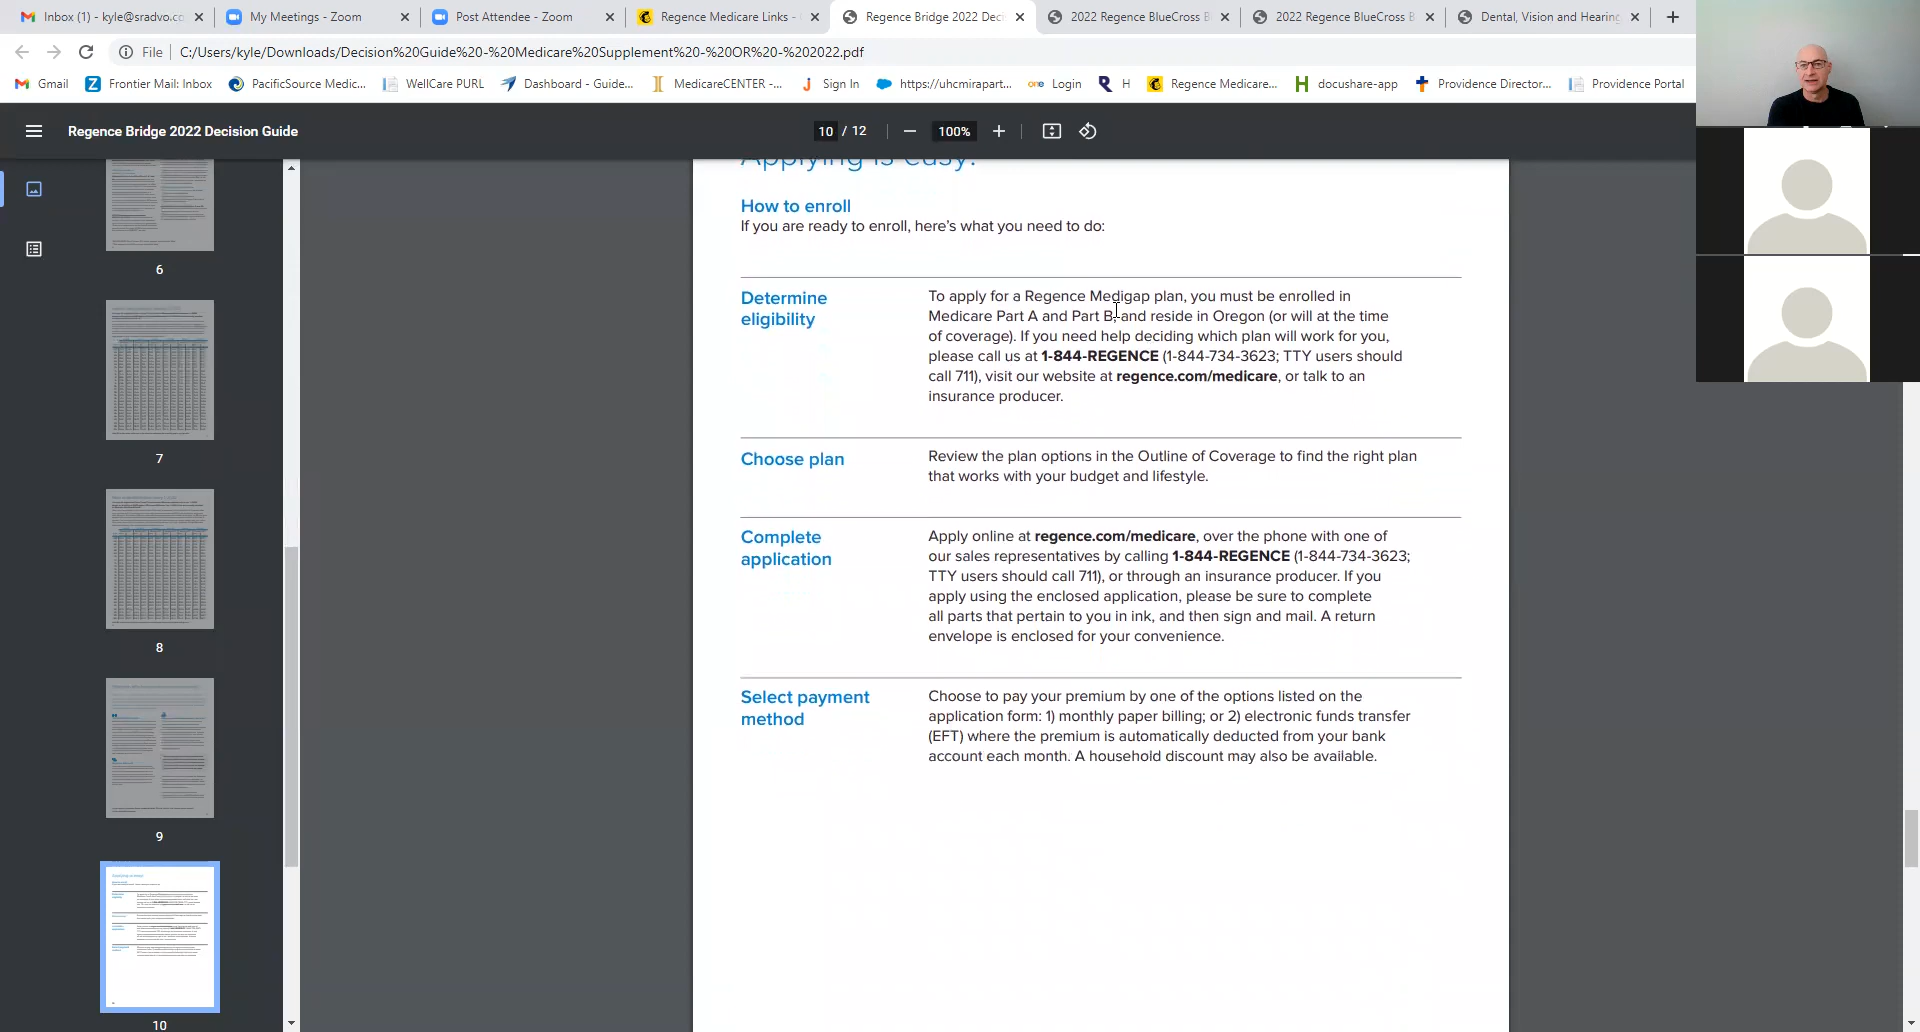 Inbox (1) - kyle@sradvo.co
My Meetings - Zoom
Post Attendee - Zoom
Regence Medicare Links -
Regence Bridge 2022 Dec
2022 Regence BlueCross B
2022 Regence BlueCross B
Dental, Vision and Hearing
File
C:/Users/kyle/Downloads/Decision%20Guide%20-%20Medicare%20Supplement%20-%20OR%20-%202022.pdf
Gmail
Frontier Mail: Inbox
PacificSource Medic...
WellCare PURL
Dashboard - Guide...
MedicareCENTER -...
Sign In
https://uhcmirapart...
one Login
H
Regence Medicare...
docushare-app
Providence Director...
Providence Portal
Regence Bridge 2022 Decision Guide
10 / 12
100%
6
7
8
9
10
Applying is easy!
How to enroll
If you are ready to enroll, here's what you need to do:
Determine
eligibility
To apply for a Regence Medigap plan, you must be enrolled in
Medicare Part A and Part B, and reside in Oregon (or will at the time
of coverage). If you need help deciding which plan will work for you,
please call us at 1-844-REGENCE (1-844-734-3623; TTY users should
call 711), visit our website at regence.com/medicare, or talk to an
insurance producer.
Choose plan
Review the plan options in the Outline of Coverage to find the right plan
that works with your budget and lifestyle.
Complete
application
Apply online at regence.com/medicare, over the phone with one of
our sales representatives by calling 1-844-REGENCE (1-844-734-3623;
TTY users should call 711), or through an insurance producer. If you
apply using the enclosed application, please be sure to complete
all parts that pertain to you in ink, and then sign and mail. A return
envelope is enclosed for your convenience.
Select payment
method
Choose to pay your premium by one of the options listed on the
application form: 1) monthly paper billing; or 2) electronic funds transfer
(EFT) where the premium is automatically deducted from your bank
account each month. A household discount may also be available.